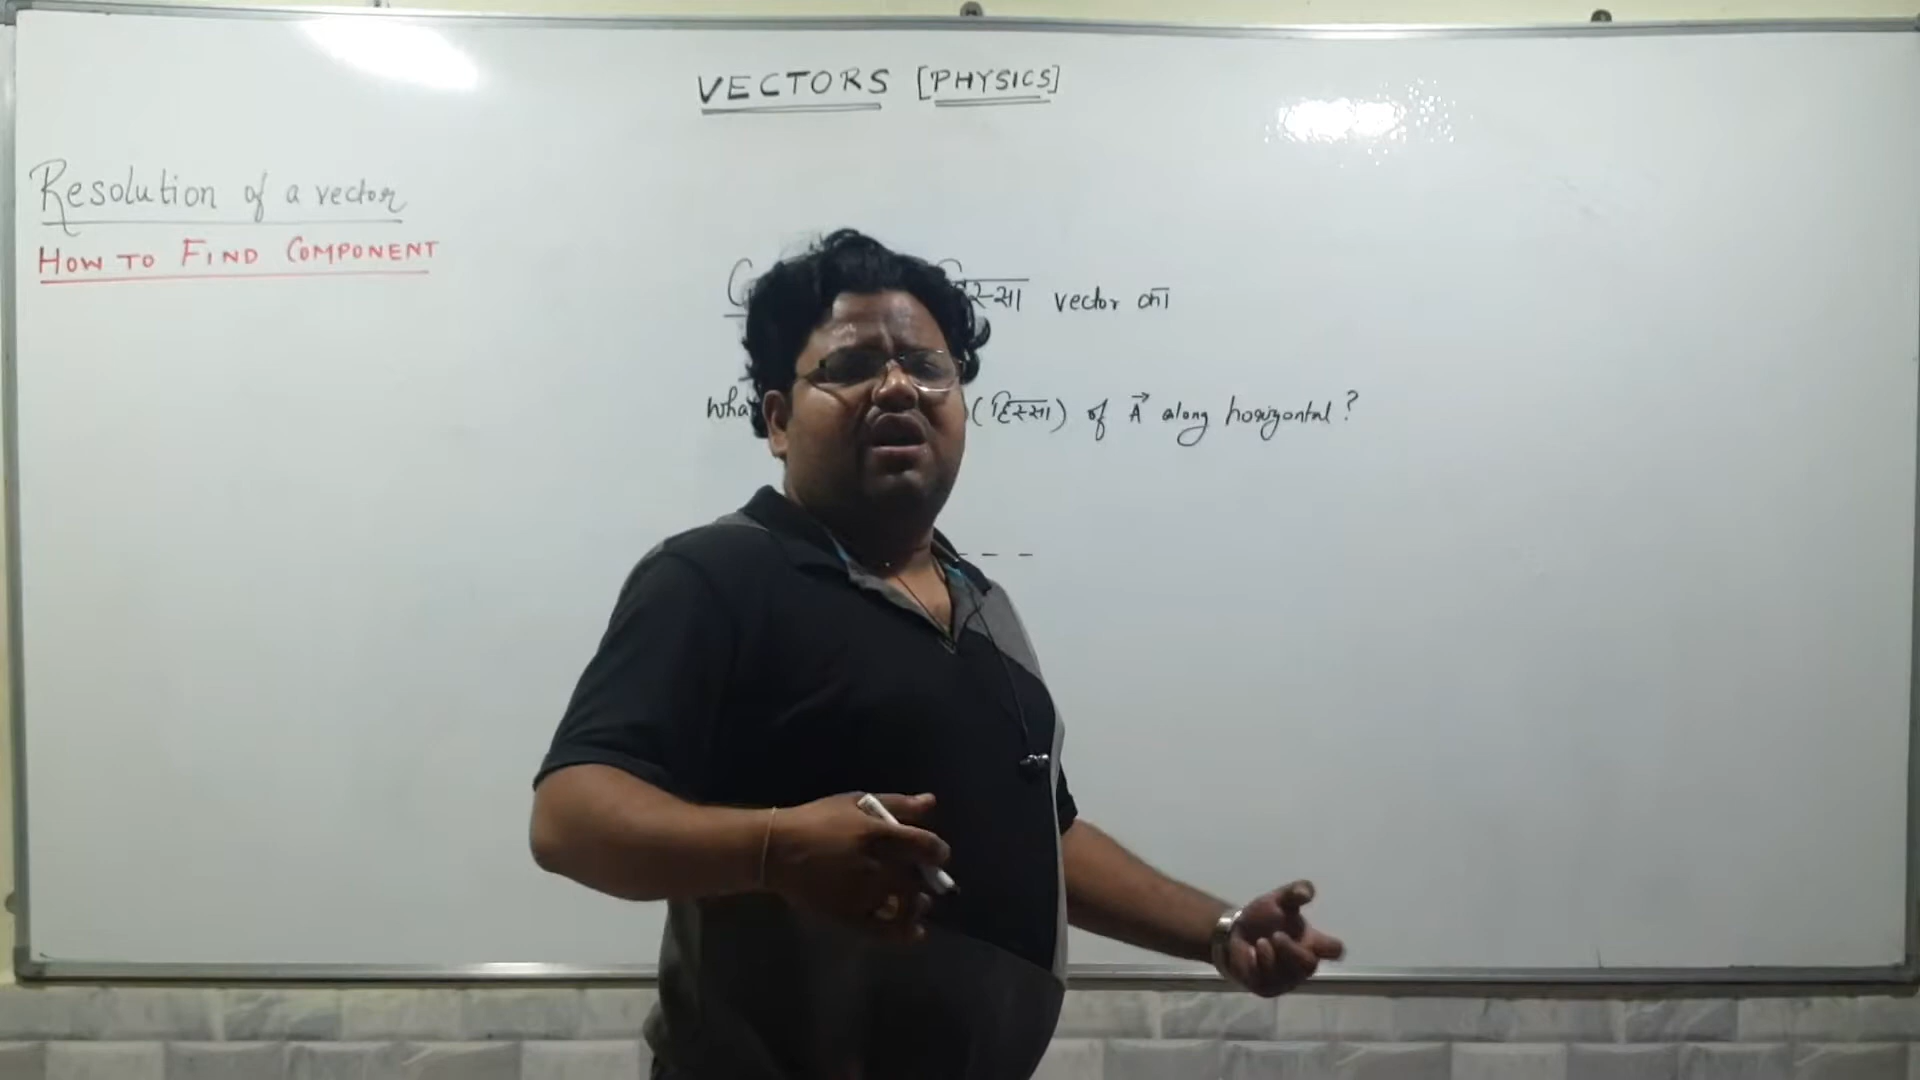 VECTORS [PHYSICS]
Resolution of a vector
HOW TO FIND COMPONENT
vector का
(हिस्सा) of A⃗ along horizontal?